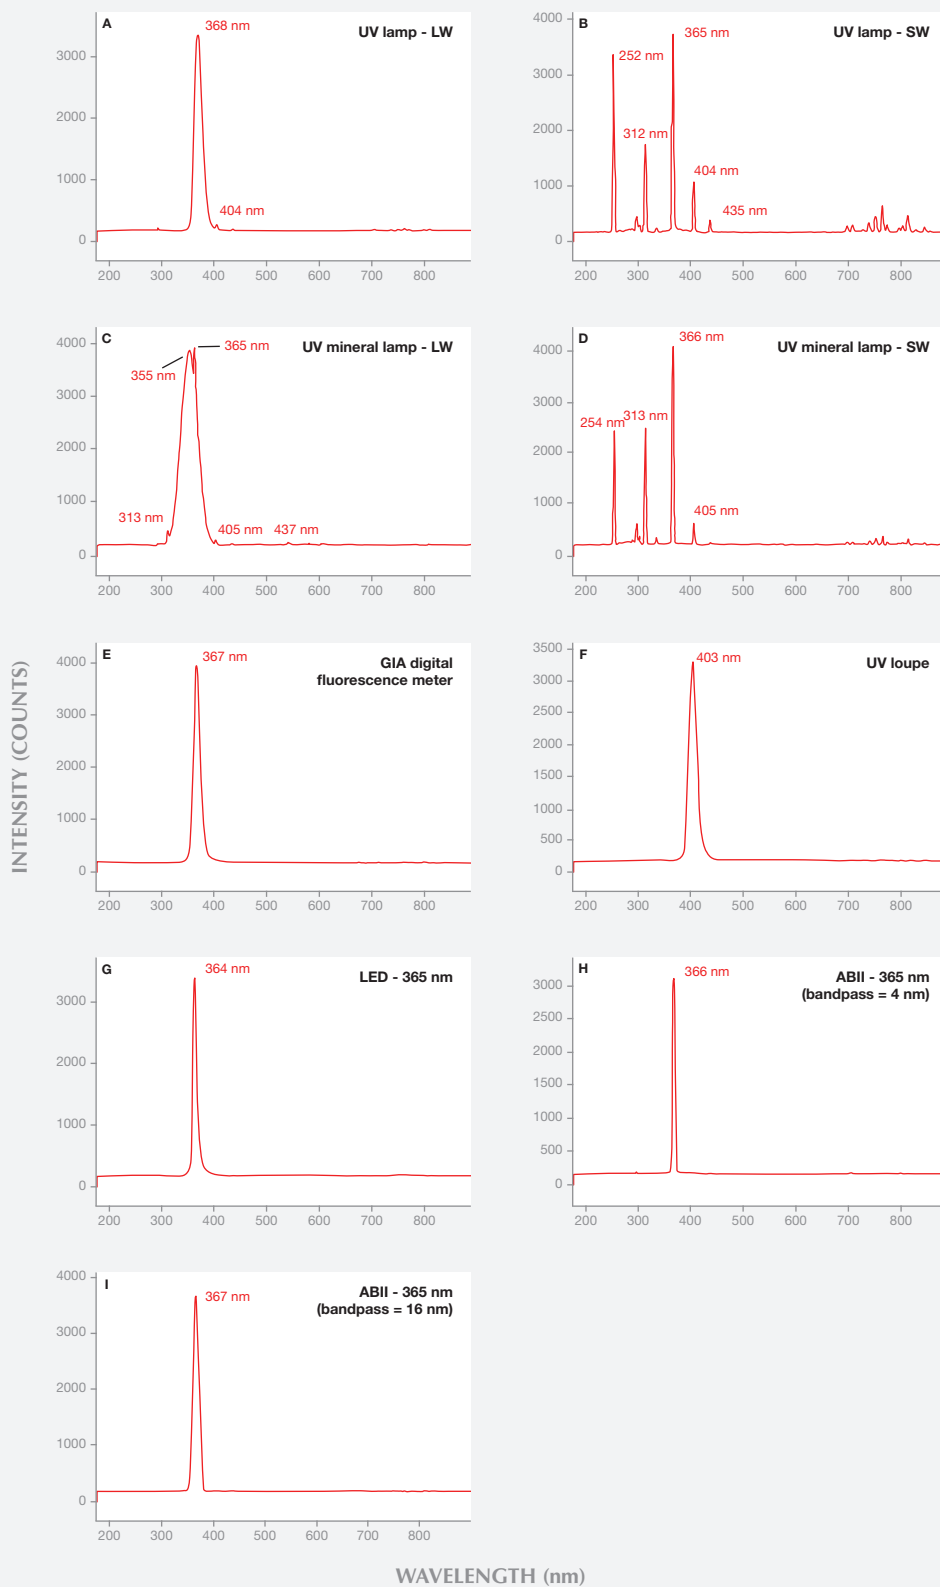 A
UV lamp - LW
368 nm
404 nm
3000
2000
1000
0
200 300 400 500 600 700 800
B
UV lamp - SW
365 nm
252 nm
312 nm
404 nm
435 nm
4000
3000
2000
1000
0
200 300 400 500 600 700 800
C
UV mineral lamp - LW
365 nm
355 nm
313 nm
405 nm
437 nm
4000
3000
2000
1000
0
200 300 400 500 600 700 800
D
UV mineral lamp - SW
366 nm
254 nm
313 nm
405 nm
4000
3000
2000
1000
0
200 300 400 500 600 700 800
E
GIA digital
fluorescence meter
367 nm
4000
3000
2000
1000
0
200 300 400 500 600 700 800
F
UV loupe
403 nm
3500
3000
2500
2000
1500
1000
500
0
200 300 400 500 600 700 800
G
LED - 365 nm
364 nm
3000
2000
1000
0
200 300 400 500 600 700 800
H
ABII - 365 nm
(bandpass = 4 nm)
366 nm
3000
2500
2000
1500
1000
500
0
200 300 400 500 600 700 800
I
ABII - 365 nm
(bandpass = 16 nm)
367 nm
4000
3000
2000
1000
0
200 300 400 500 600 700 800
INTENSITY (COUNTS)
WAVELENGTH (nm)